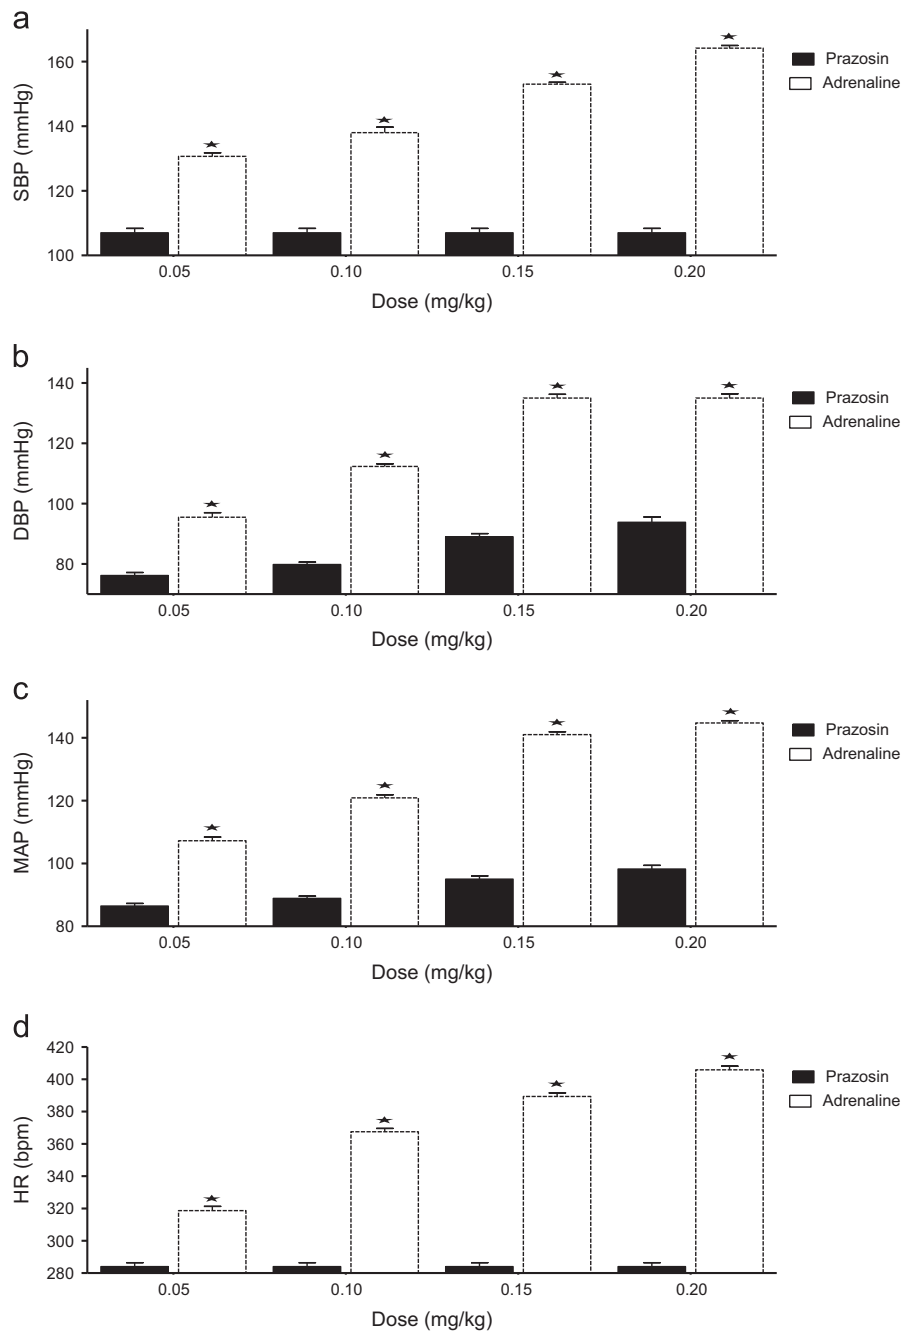 a
SBP (mmHg)
160
140
120
100
0.05 0.10 0.15 0.20
Dose (mg/kg)
Prazosin
Adrenaline
b
DBP (mmHg)
140
120
100
80
0.05 0.10 0.15 0.20
Dose (mg/kg)
Prazosin
Adrenaline
c
MAP (mmHg)
140
120
100
80
0.05 0.10 0.15 0.20
Dose (mg/kg)
Prazosin
Adrenaline
d
HR (bpm)
420
400
380
360
340
320
300
280
0.05 0.10 0.15 0.20
Dose (mg/kg)
Prazosin
Adrenaline